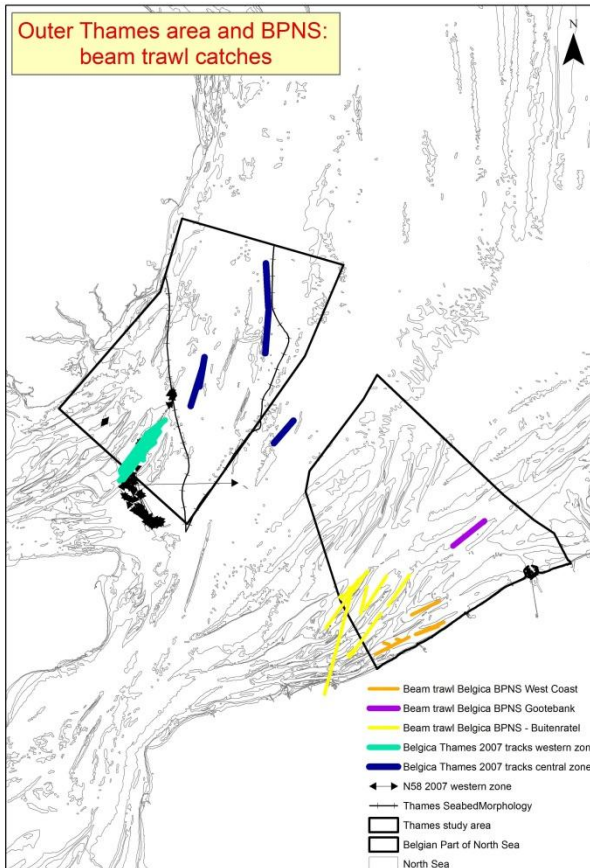 Outer Thames area and BPNS:
beam trawl catches
N
Beam trawl Belgica BPNS West Coast
Beam trawl Belgica BPNS Gootebank
Beam trawl Belgica BPNS - Buitenratel
Belgica Thames 2007 tracks western zon
Belgica Thames 2007 tracks central zone
N58 2007 western zone
Thames SeabedMorphology
Thames study area
Belgian Part of North Sea
North Sea